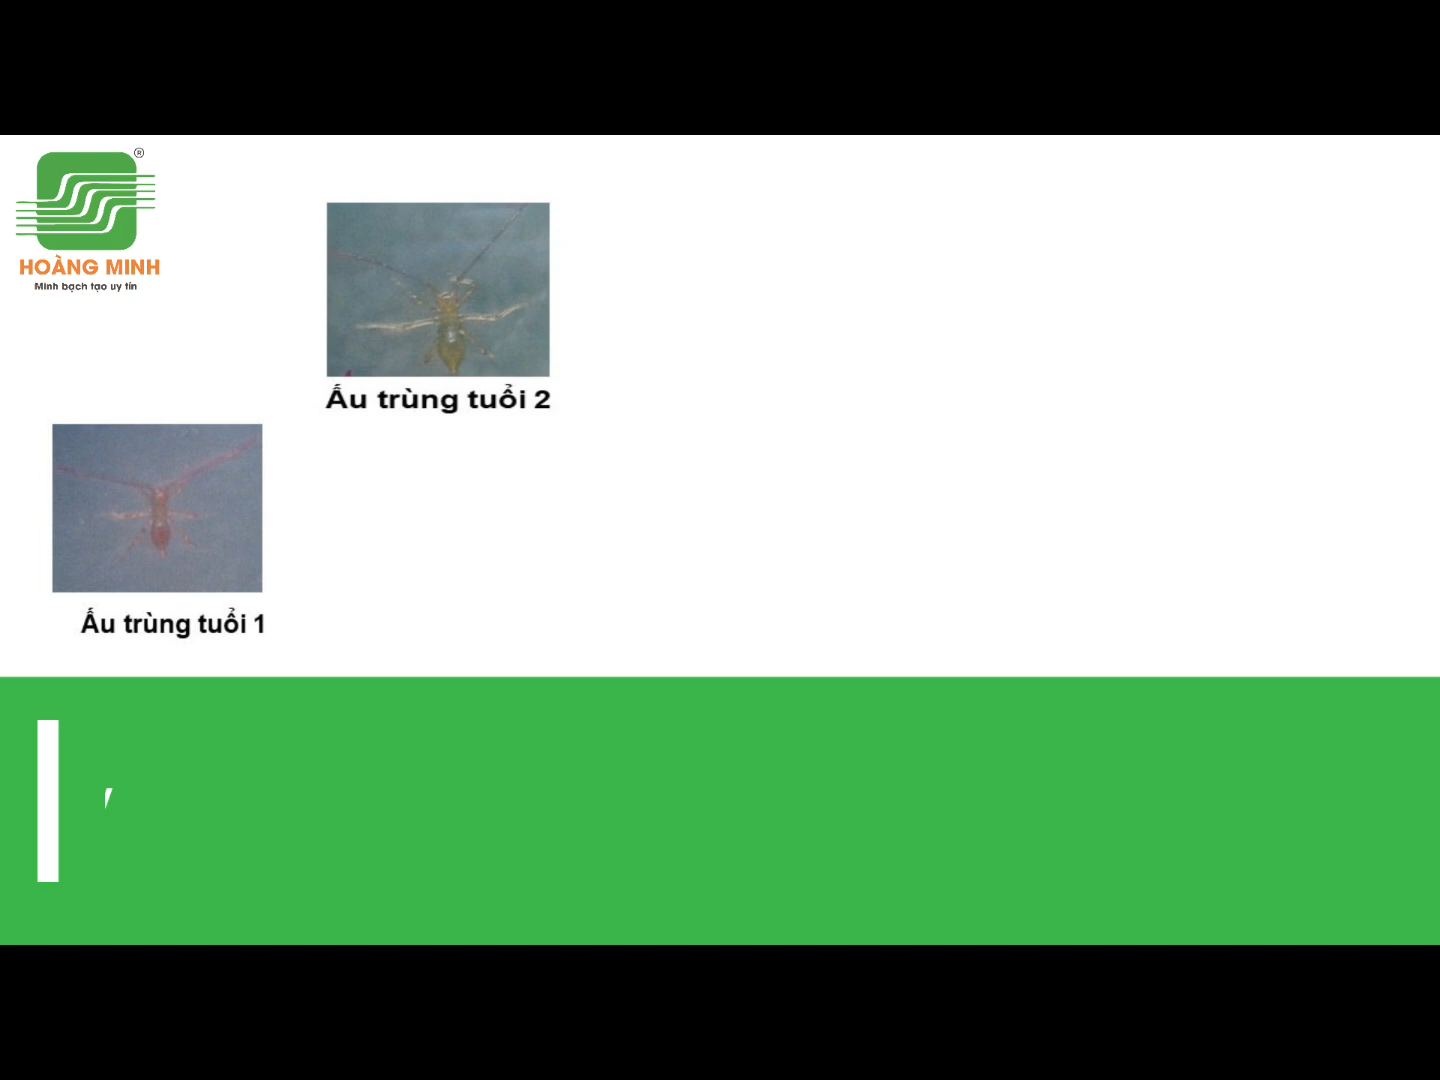 ®
HOÀNG MINH
Minh bạch tạo uy tín
Ấu trùng tuổi 2
Ấu trùng tuổi 1